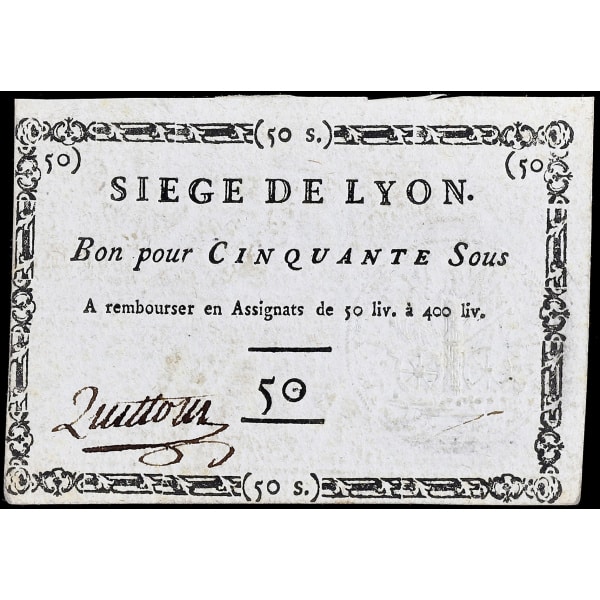 (50 s.)
50) (50
SIEGE DE LYON.
Bon pour CINQUANTE Sous
A rembourser en Assignats de 50 liv. à 400 liv.
50
(50 s.)